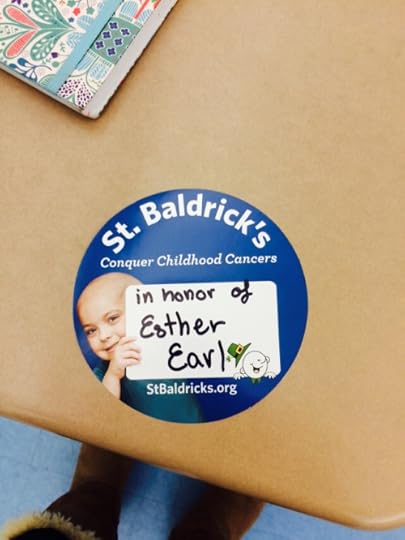 St. Baldrick's
Conquer Childhood Cancers
in honor of
Esther
Earl
StBaldricks.org